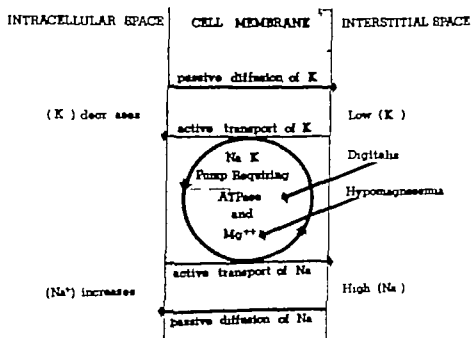 INTRACELLULAR SPACE CELL MEMBRANE INTERSTITIAL SPACE
passive diffusion of K
(K) decreases
Low (K)
active transport of K
Na K
Pump Requiring
ATPase
and
Mg++
Digitalis
Hypomagnesemia
active transport of Na
(Na+) increases
High (Na)
passive diffusion of Na